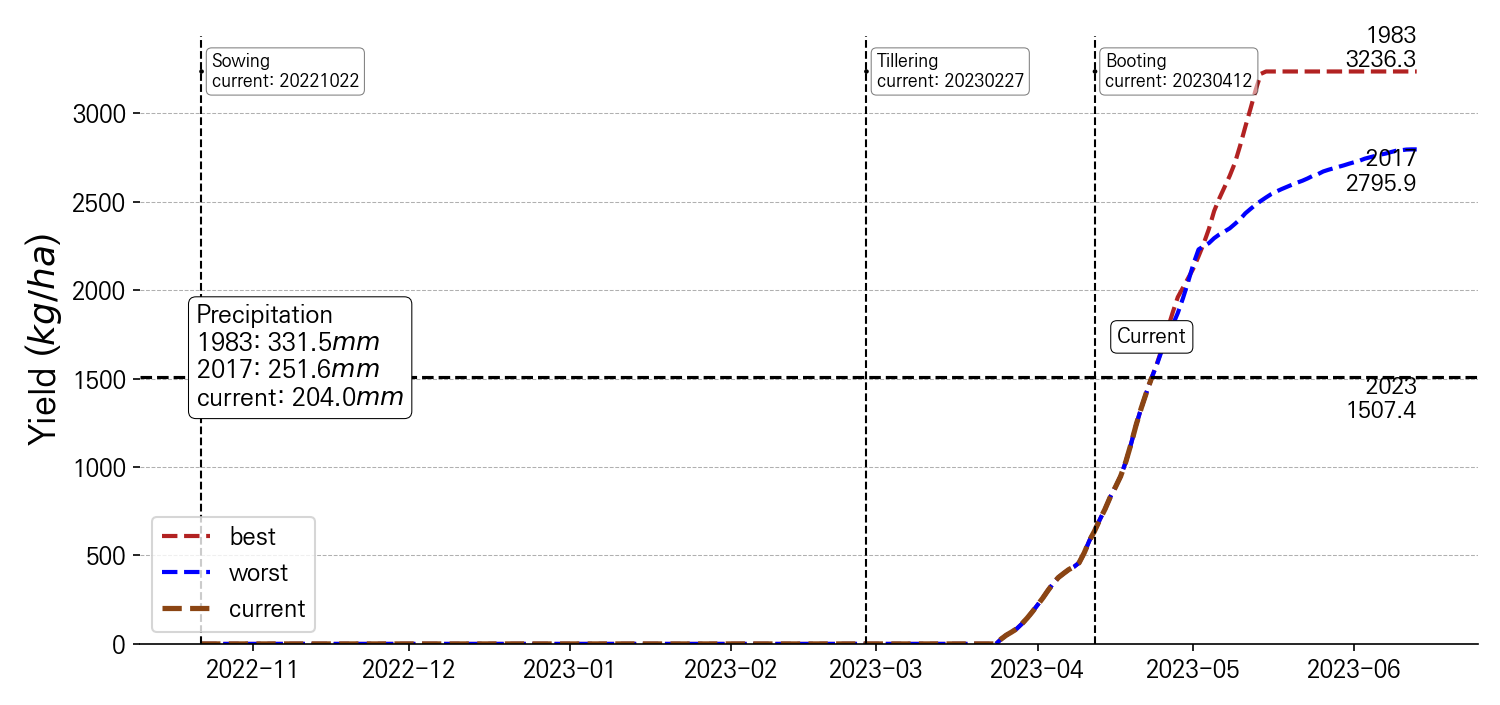 1983
3236.3
Sowing
current: 20221022
Tillering
current: 20230227
Booting
current: 20230412
3000
2017
2795.9
2500
2000
Precipitation
1983: 331.5mm
2017: 251.6mm
current: 204.0mm
Current
1500
2023
1507.4
Yield (kg/ha)
1000
500
0
best
worst
current
2022-11
2022-12
2023-01
2023-02
2023-03
2023-04
2023-05
2023-06